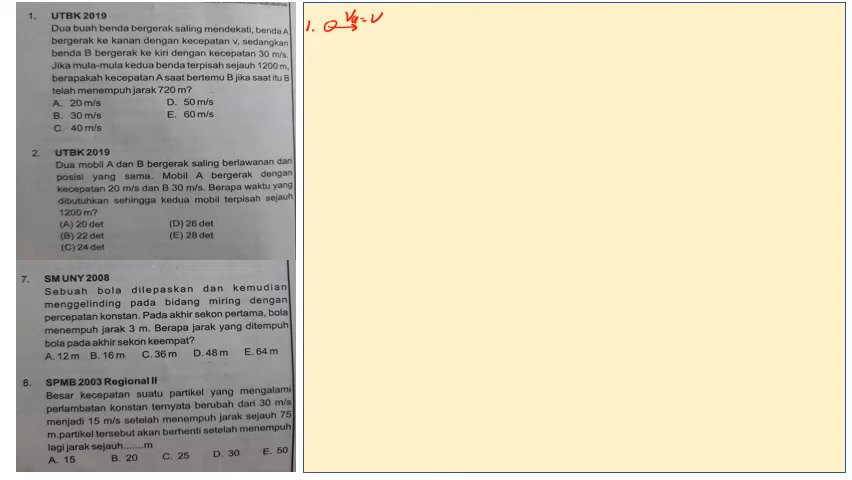 1. UTBK 2019
Dua buah benda bergerak saling mendekati, benda A
bergerak ke kanan dengan kecepatan v, sedangkan
benda B bergerak ke kiri dengan kecepatan 30 m/s.
Jika mula-mula kedua benda terpisah sejauh 1200 m,
berapakah kecepatan A saat bertemu B jika saat itu B
telah menempuh jarak 720 m?
A. 20 m/s D. 50 m/s
B. 30 m/s E. 60 m/s
C. 40 m/s
2. UTBK 2019
Dua mobil A dan B bergerak saling berlawanan dari
posisi yang sama. Mobil A bergerak dengan
kecepatan 20 m/s dan B 30 m/s. Berapa waktu yang
dibutuhkan sehingga kedua mobil terpisah sejauh
1200 m?
(A) 20 det (D) 26 det
(B) 22 det (E) 28 det
(C) 24 det
7. SM UNY 2008
Sebuah bola dilepaskan dan kemudian
menggelinding pada bidang miring dengan
percepatan konstan. Pada akhir sekon pertama, bola
menempuh jarak 3 m. Berapa jarak yang ditempuh
bola pada akhir sekon keempat?
A. 12 m B. 16 m C. 36 m D. 48 m E. 64 m
8. SPMB 2003 Regional II
Besar kecepatan suatu partikel yang mengalami
perlambatan konstan ternyata berubah dari 30 m/s
menjadi 15 m/s setelah menempuh jarak sejauh 75
m.partikel tersebut akan berhenti setelah menempuh
lagi jarak sejauh.......m
A. 15 B. 20 C. 25 D. 30 E. 50
1. Va = V